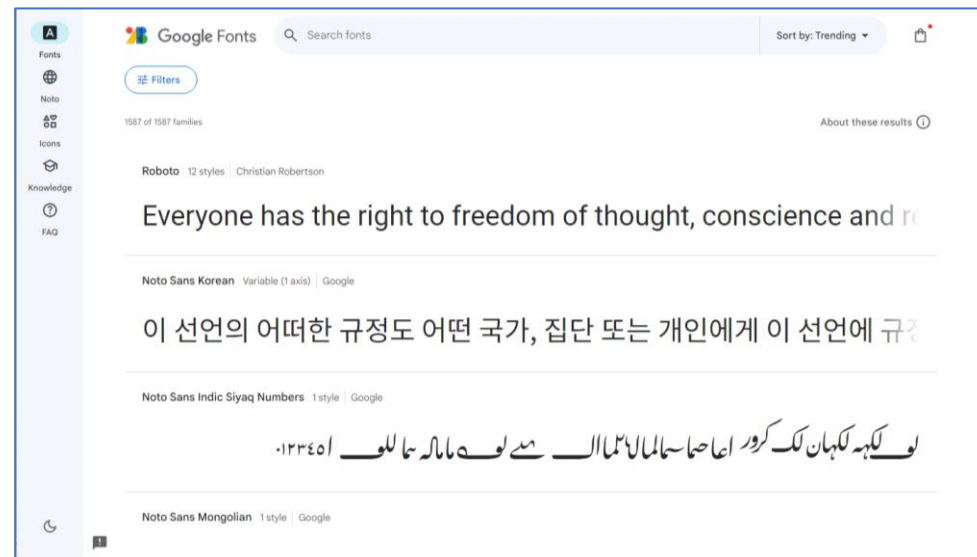 Fonts
Noto
Icons
Knowledge
FAQ
Google Fonts
Search fonts
Sort by: Trending
Filters
1587 of 1587 families
About these results
Roboto 12 styles Christian Robertson
Everyone has the right to freedom of thought, conscience and re
Noto Sans Korean Variable (1 axis) Google
이 선언의 어떠한 규정도 어떤 국가, 집단 또는 개인에게 이 선언에 규정
Noto Sans Indic Siyaq Numbers 1 style Google
Noto Sans Mongolian 1 style Google